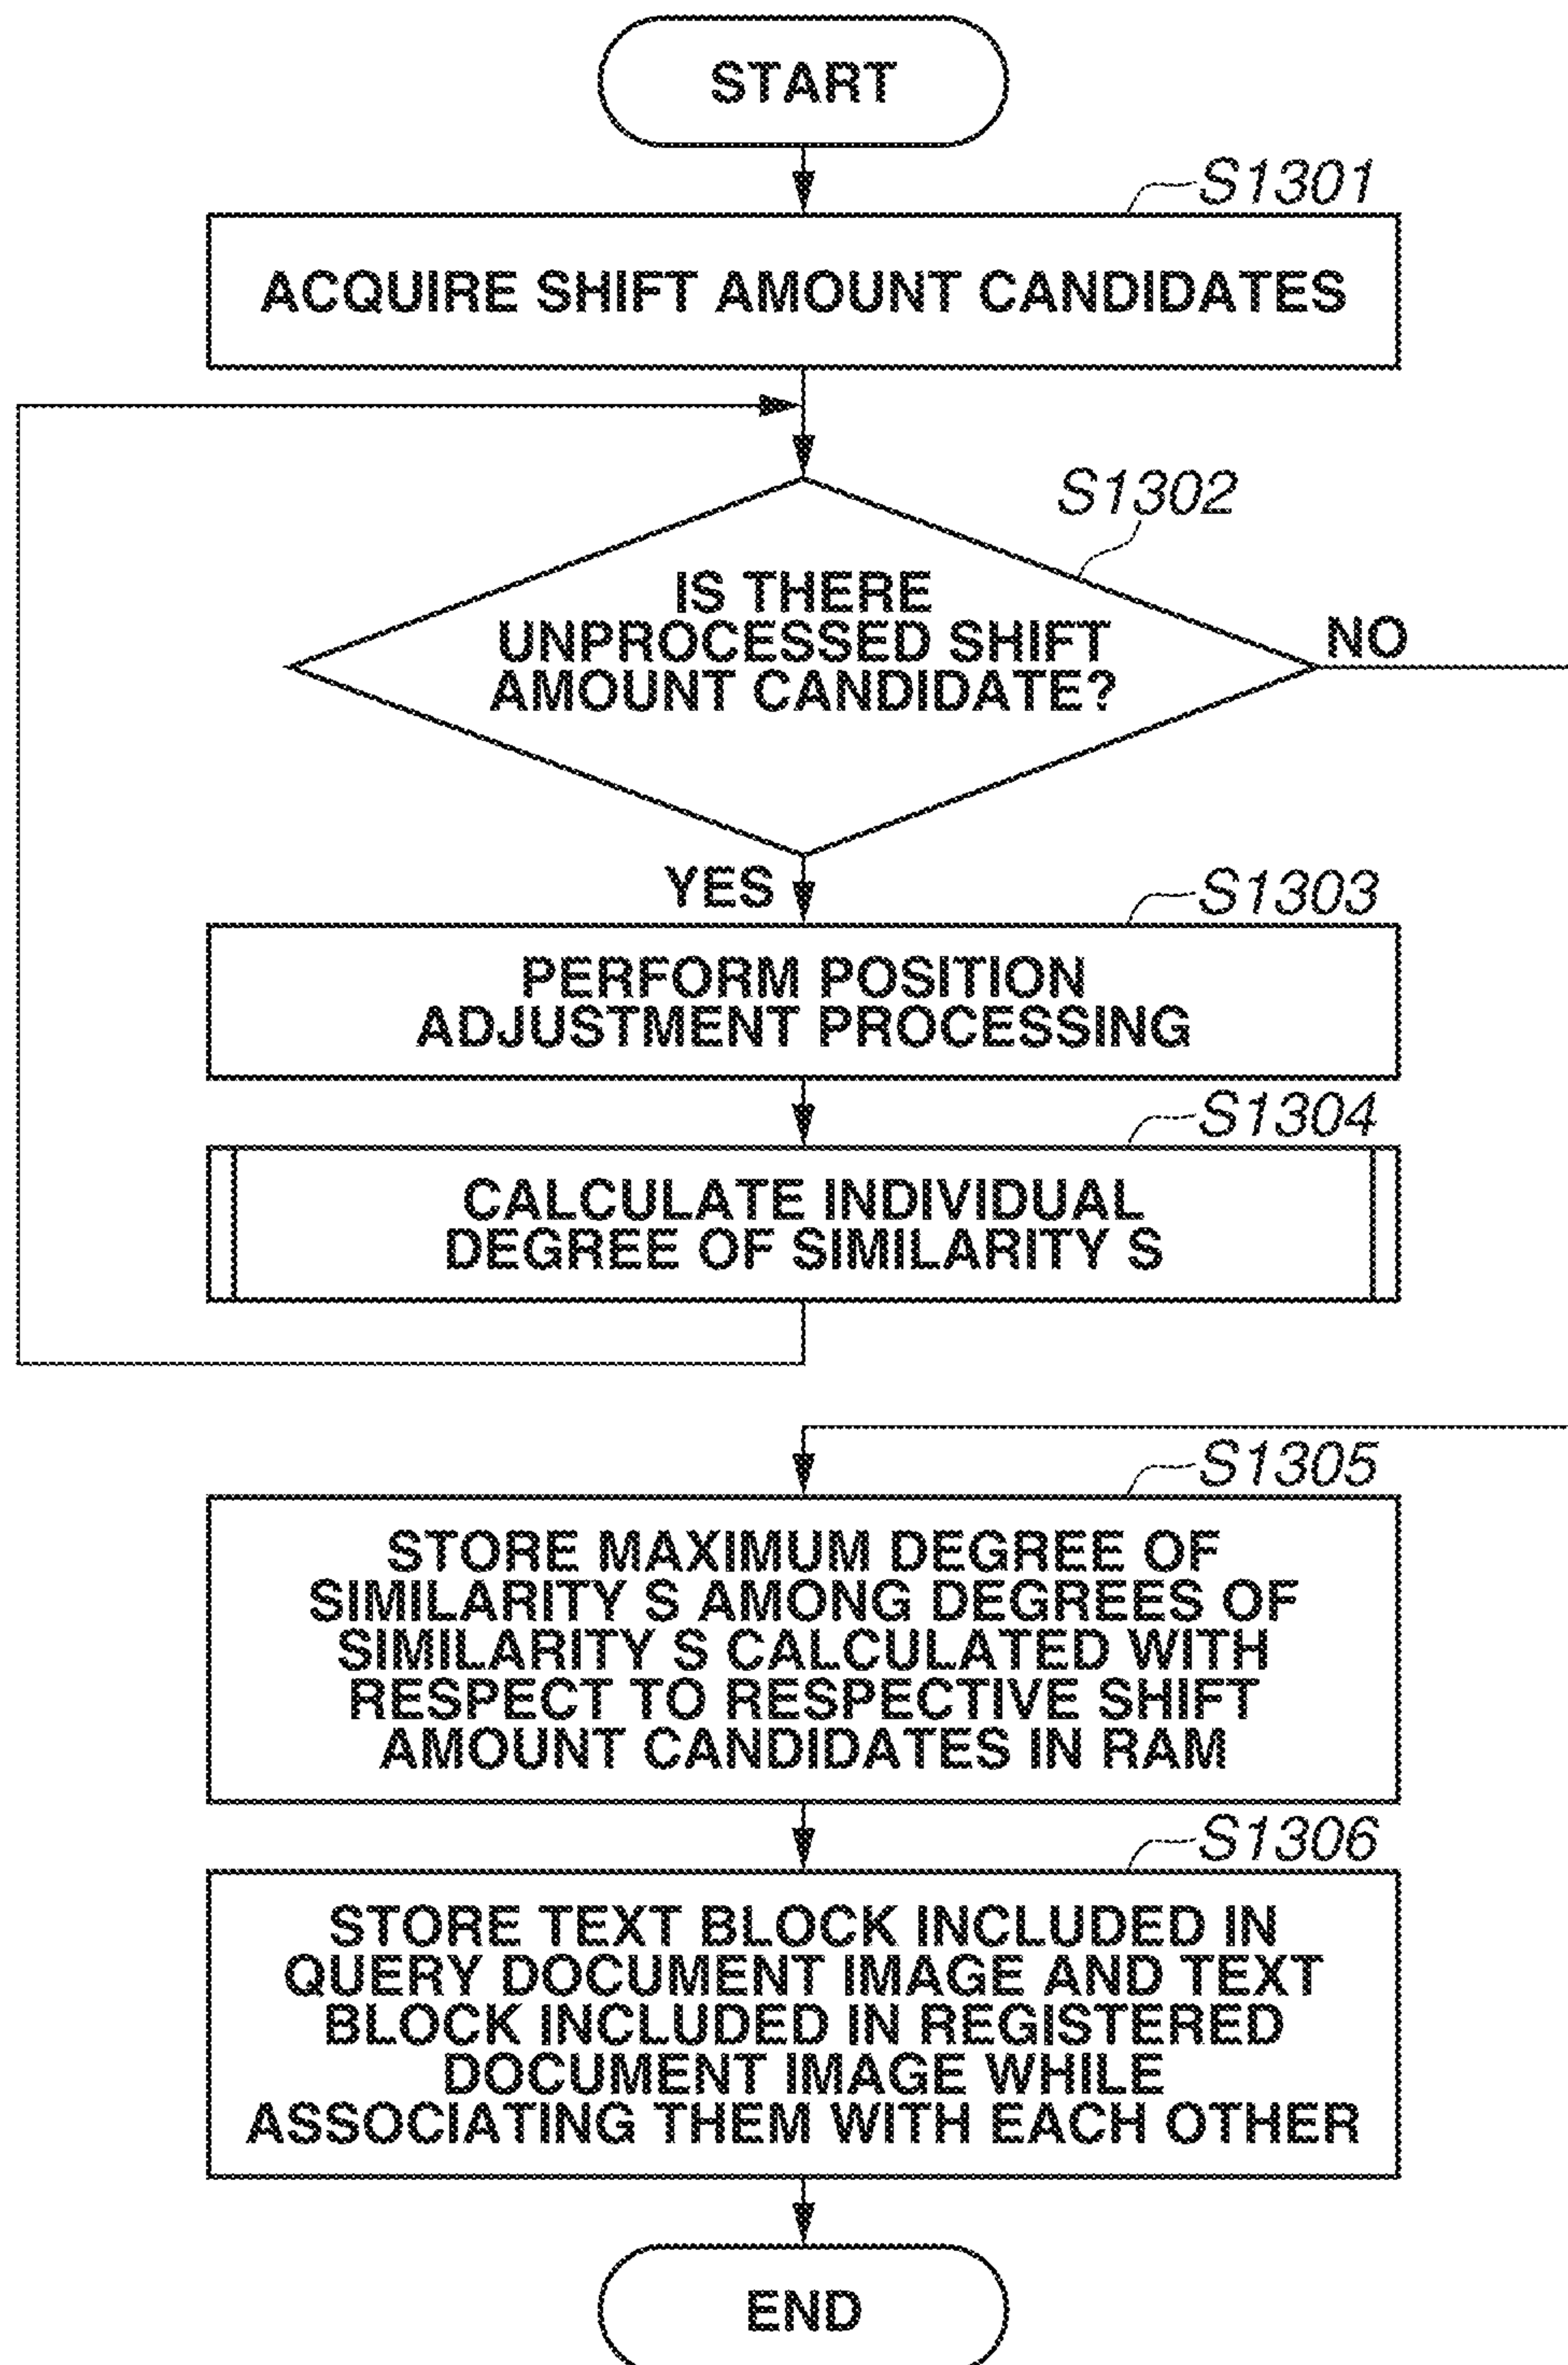 START
S1301
ACQUIRE SHIFT AMOUNT CANDIDATES
S1302
IS THERE
UNPROCESSED SHIFT
AMOUNT CANDIDATE?
NO
YES
S1303
PERFORM POSITION
ADJUSTMENT PROCESSING
S1304
CALCULATE INDIVIDUAL
DEGREE OF SIMILARITY S
S1305
STORE MAXIMUM DEGREE OF
SIMILARITY S AMONG DEGREES OF
SIMILARITY S CALCULATED WITH
RESPECT TO RESPECTIVE SHIFT
AMOUNT CANDIDATES IN RAM
S1306
STORE TEXT BLOCK INCLUDED IN
QUERY DOCUMENT IMAGE AND TEXT
BLOCK INCLUDED IN REGISTERED
DOCUMENT IMAGE WHILE
ASSOCIATING THEM WITH EACH OTHER
END